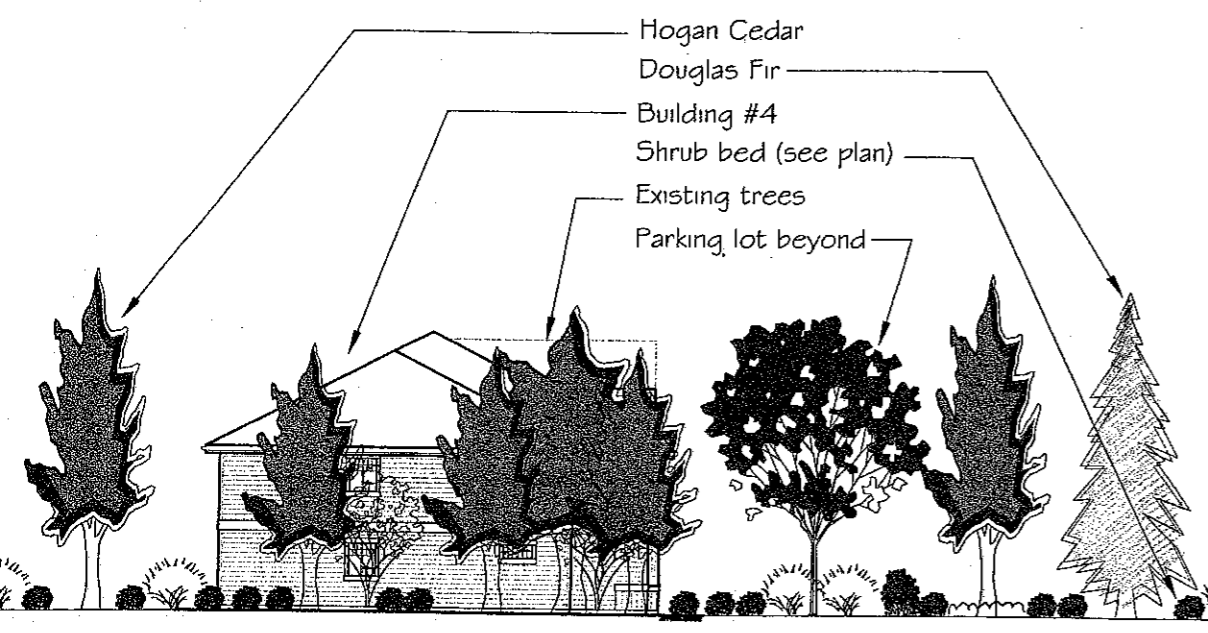 Hogan Cedar
Douglas Fir
Building #4
Shrub bed (see plan)
Existing trees
Parking lot beyond